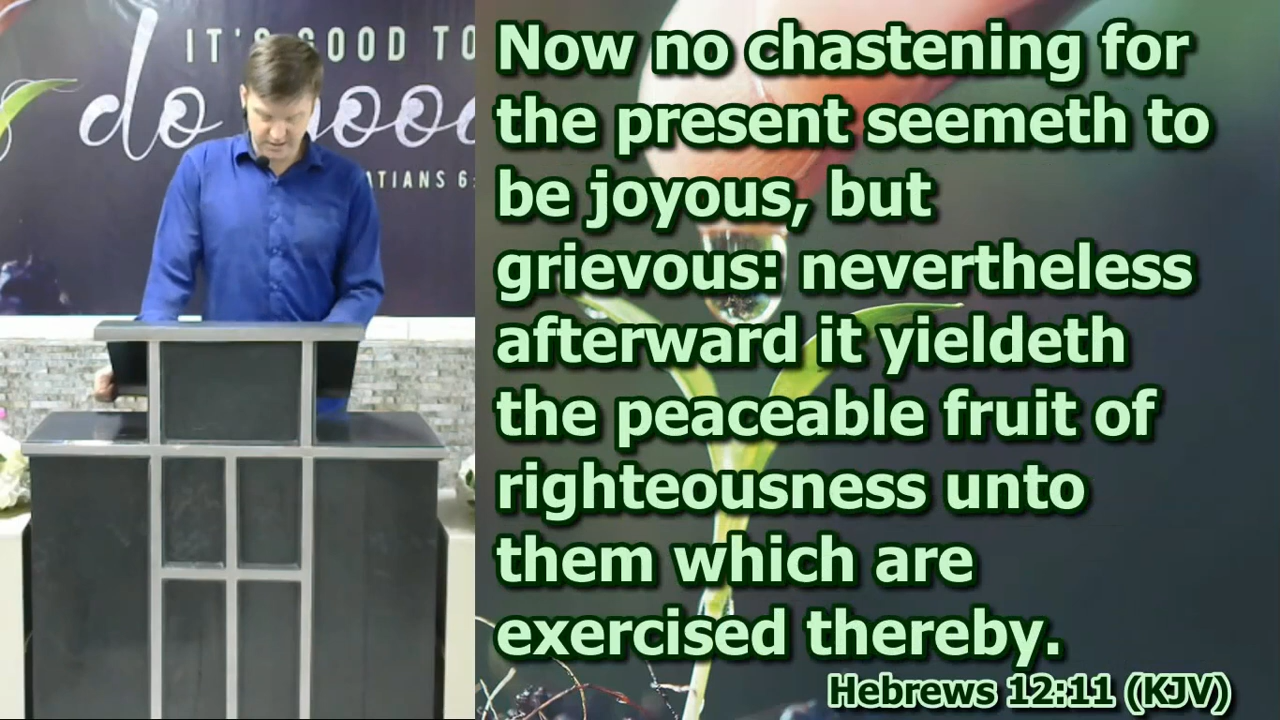 IT'S GOOD TO
do good
ATIANS 6:
Now no chastening for
the present seemeth to
be joyous, but
grievous: nevertheless
afterward it yieldeth
the peaceable fruit of
righteousness unto
them which are
exercised thereby.
Hebrews 12:11 (KJV)